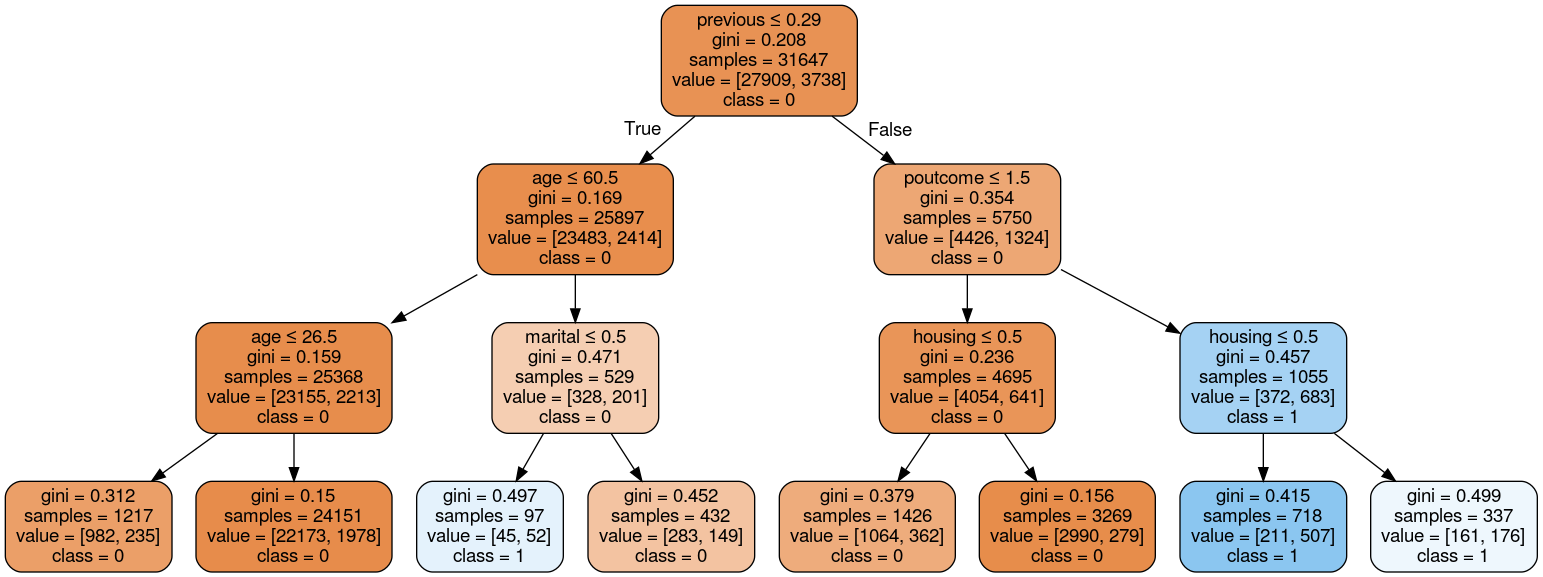 previous ≤ 0.29
gini = 0.208
samples = 31647
value = [27909, 3738]
class = 0
True
False
age ≤ 60.5
gini = 0.169
samples = 25897
value = [23483, 2414]
class = 0
poutcome ≤ 1.5
gini = 0.354
samples = 5750
value = [4426, 1324]
class = 0
age ≤ 26.5
gini = 0.159
samples = 25368
value = [23155, 2213]
class = 0
marital ≤ 0.5
gini = 0.471
samples = 529
value = [328, 201]
class = 0
housing ≤ 0.5
gini = 0.236
samples = 4695
value = [4054, 641]
class = 0
housing ≤ 0.5
gini = 0.457
samples = 1055
value = [372, 683]
class = 1
gini = 0.312
samples = 1217
value = [982, 235]
class = 0
gini = 0.15
samples = 24151
value = [22173, 1978]
class = 0
gini = 0.497
samples = 97
value = [45, 52]
class = 1
gini = 0.452
samples = 432
value = [283, 149]
class = 0
gini = 0.379
samples = 1426
value = [1064, 362]
class = 0
gini = 0.156
samples = 3269
value = [2990, 279]
class = 0
gini = 0.415
samples = 718
value = [211, 507]
class = 1
gini = 0.499
samples = 337
value = [161, 176]
class = 1